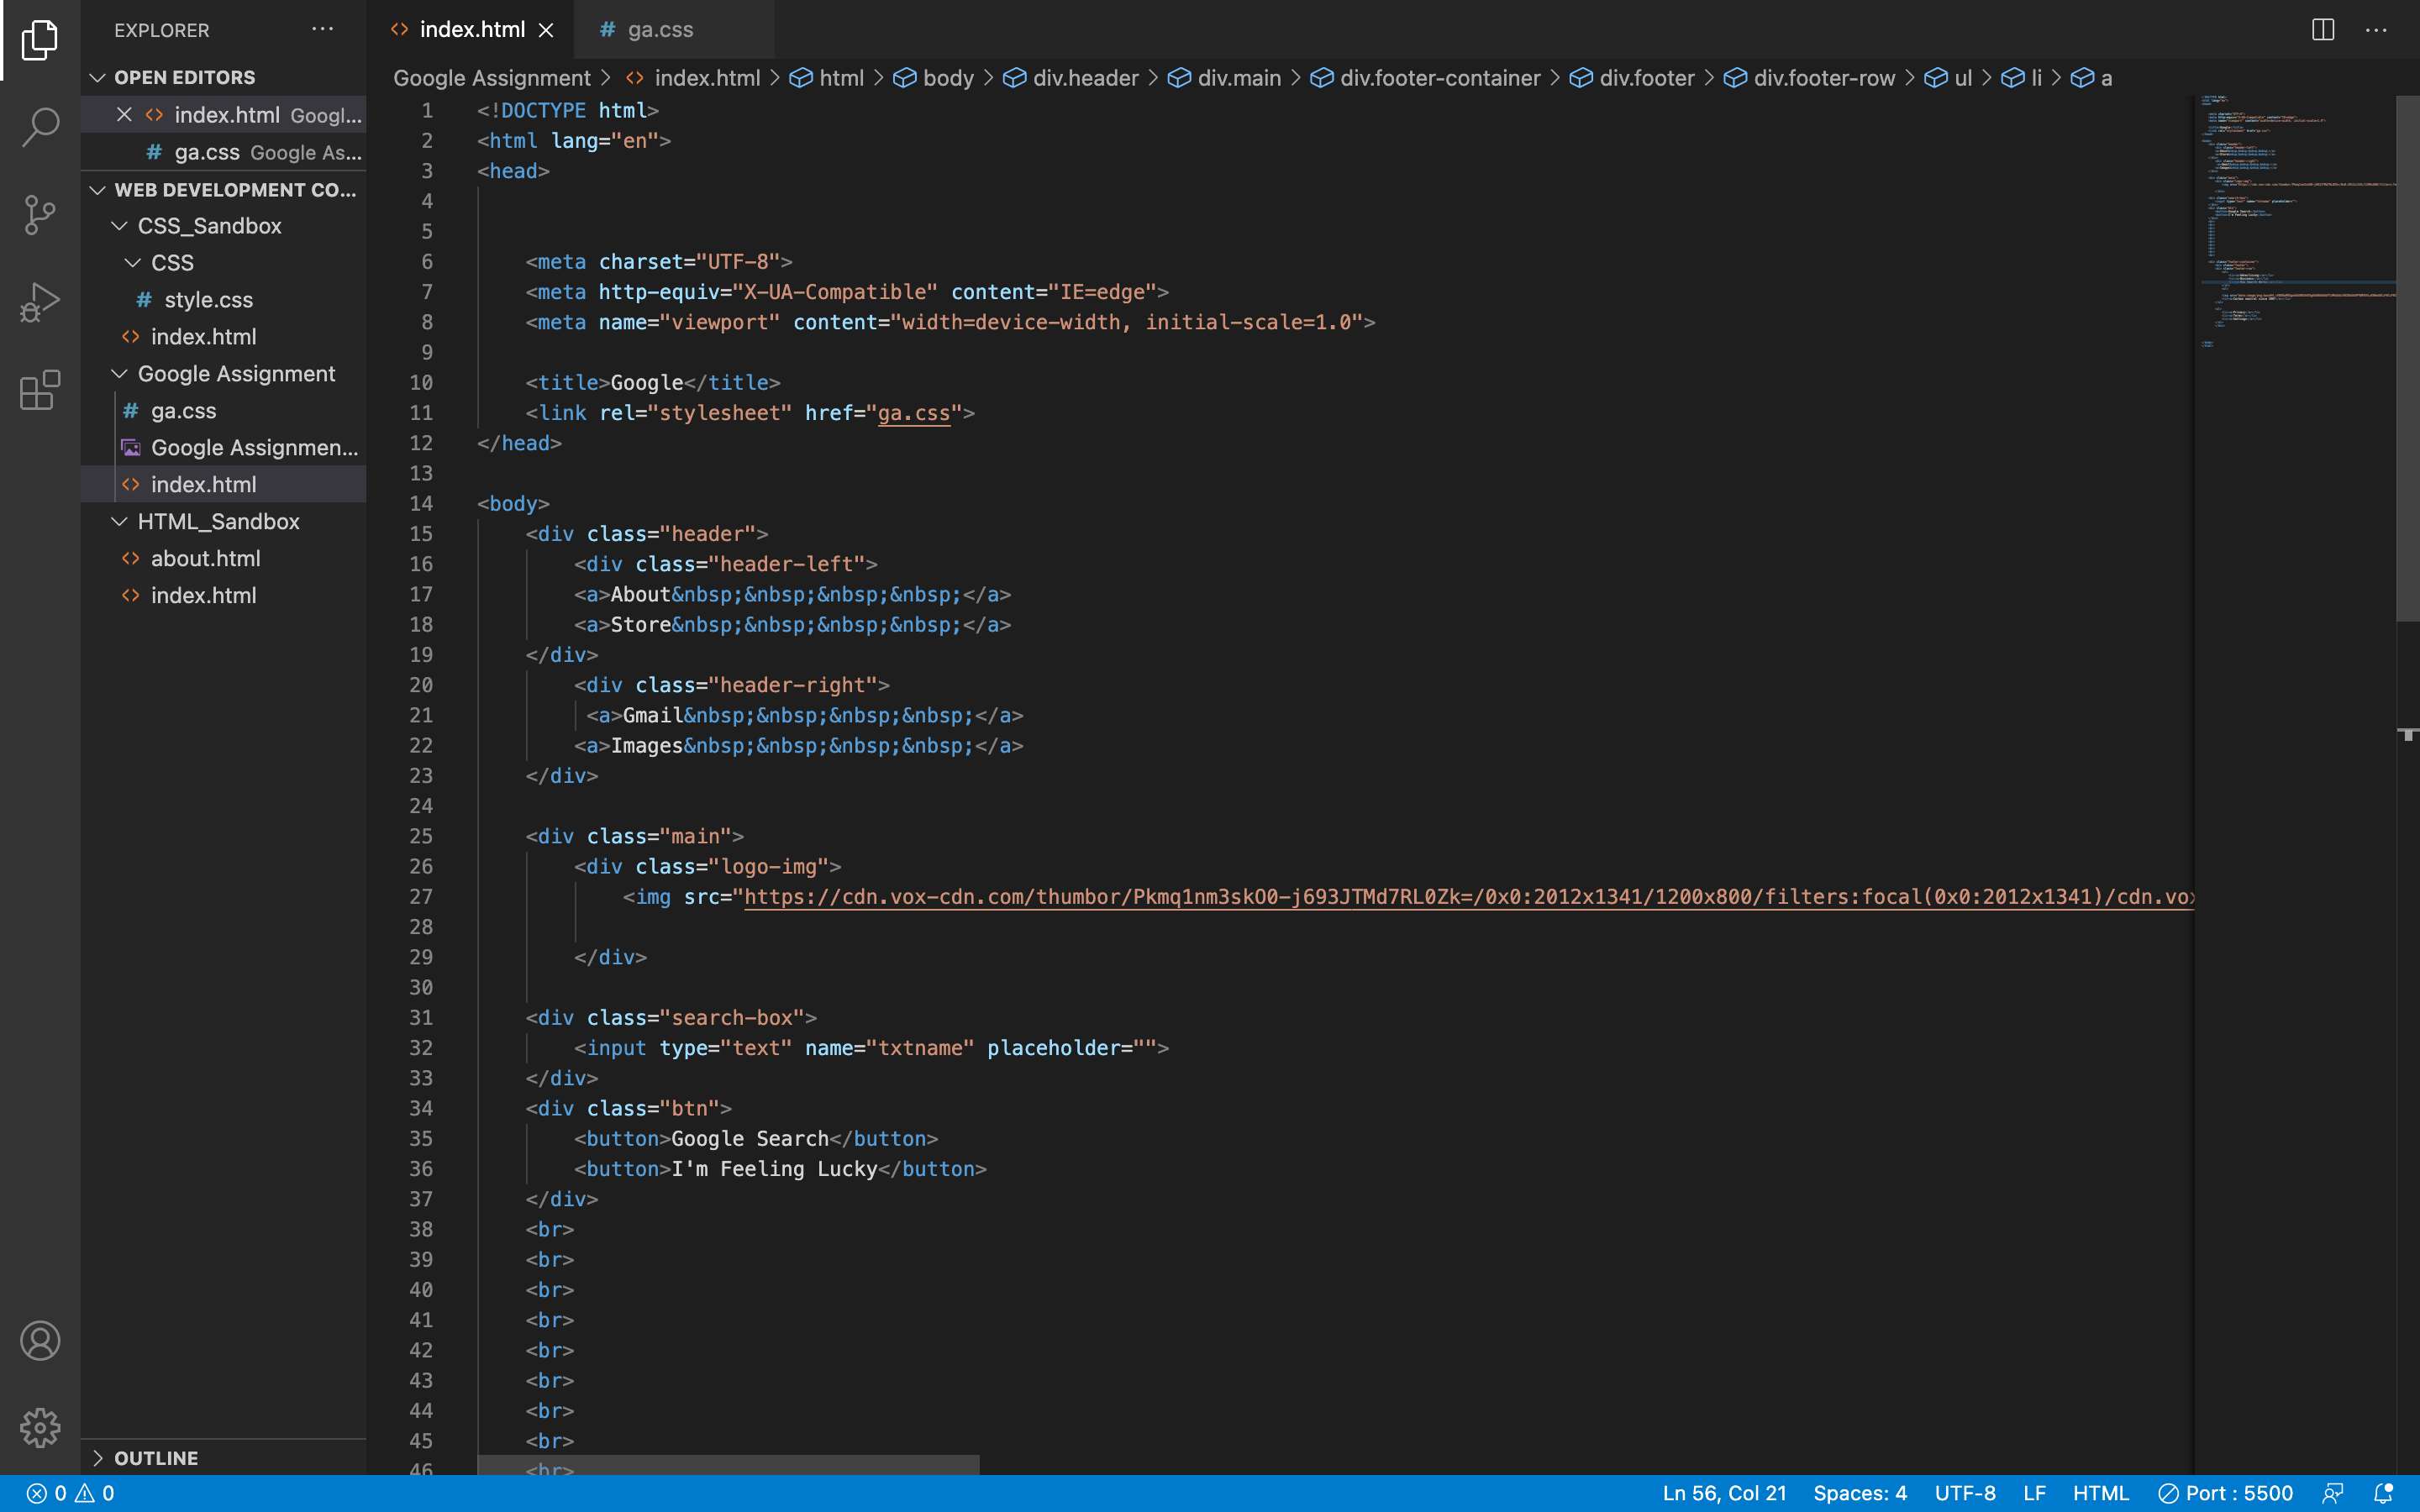 EXPLORER
OPEN EDITORS
index.html Googl...
ga.css Google As...
WEB DEVELOPMENT CO...
CSS_Sandbox
CSS
style.css
index.html
Google Assignment
ga.css
Google Assignmen...
index.html
HTML_Sandbox
about.html
index.html
OUTLINE
index.html
ga.css
Google Assignment > index.html > html > body > div.header > div.main > div.footer-container > div.footer > div.footer-row > ul > li > a
1 <!DOCTYPE html>
2 <html lang="en">
3 <head>
4
5
6 <meta charset="UTF-8">
7 <meta http-equiv="X-UA-Compatible" content="IE=edge">
8 <meta name="viewport" content="width=device-width, initial-scale=1.0">
9
10 <title>Google</title>
11 <link rel="stylesheet" href="ga.css">
12 </head>
13
14 <body>
15 <div class="header">
16 <div class="header-left">
17 <a>About&nbsp;&nbsp;&nbsp;&nbsp;</a>
18 <a>Store&nbsp;&nbsp;&nbsp;&nbsp;</a>
19 </div>
20 <div class="header-right">
21 <a>Gmail&nbsp;&nbsp;&nbsp;&nbsp;</a>
22 <a>Images&nbsp;&nbsp;&nbsp;&nbsp;</a>
23 </div>
24
25 <div class="main">
26 <div class="logo-img">
27 <img src="https://cdn.vox-cdn.com/thumbor/Pkmq1nm3skO0-j693JTMd7RL0Zk=/0x0:2012x1341/1200x800/filters:focal(0x0:2012x1341)/cdn.vox
28
29 </div>
30
31 <div class="search-box">
32 <input type="text" name="txtname" placeholder="">
33 </div>
34 <div class="btn">
35 <button>Google Search</button>
36 <button>I'm Feeling Lucky</button>
37 </div>
38 <br>
39 <br>
40 <br>
41 <br>
42 <br>
43 <br>
44 <br>
45 <br>
46 <br>
0 0
Ln 56, Col 21 Spaces: 4 UTF-8 LF HTML Port : 5500